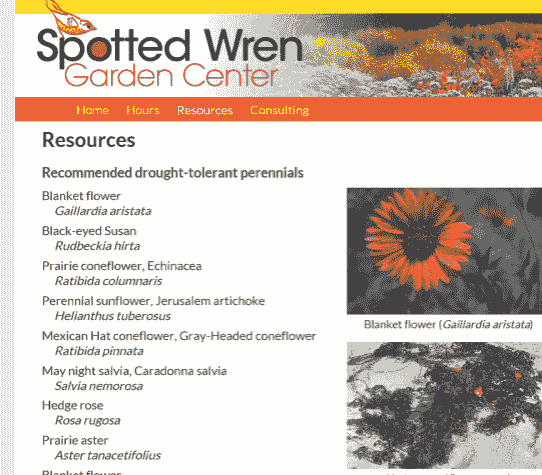 Spotted Wren
Garden Center
Home Hours Resources Consulting
Resources
Recommended drought-tolerant perennials
Blanket flower
Gaillardia aristata
Black-eyed Susan
Rudbeckia hirta
Prairie coneflower, Echinacea
Ratibida columnaris
Perennial sunflower, Jerusalem artichoke
Helianthus tuberosus
Mexican Hat coneflower, Gray-Headed coneflower
Ratibida pinnata
May night salvia, Caradonna salvia
Salvia nemorosa
Hedge rose
Rosa rugosa
Prairie aster
Aster tanacetifolius
Blanket flower
Blanket flower (Gaillardia aristata)